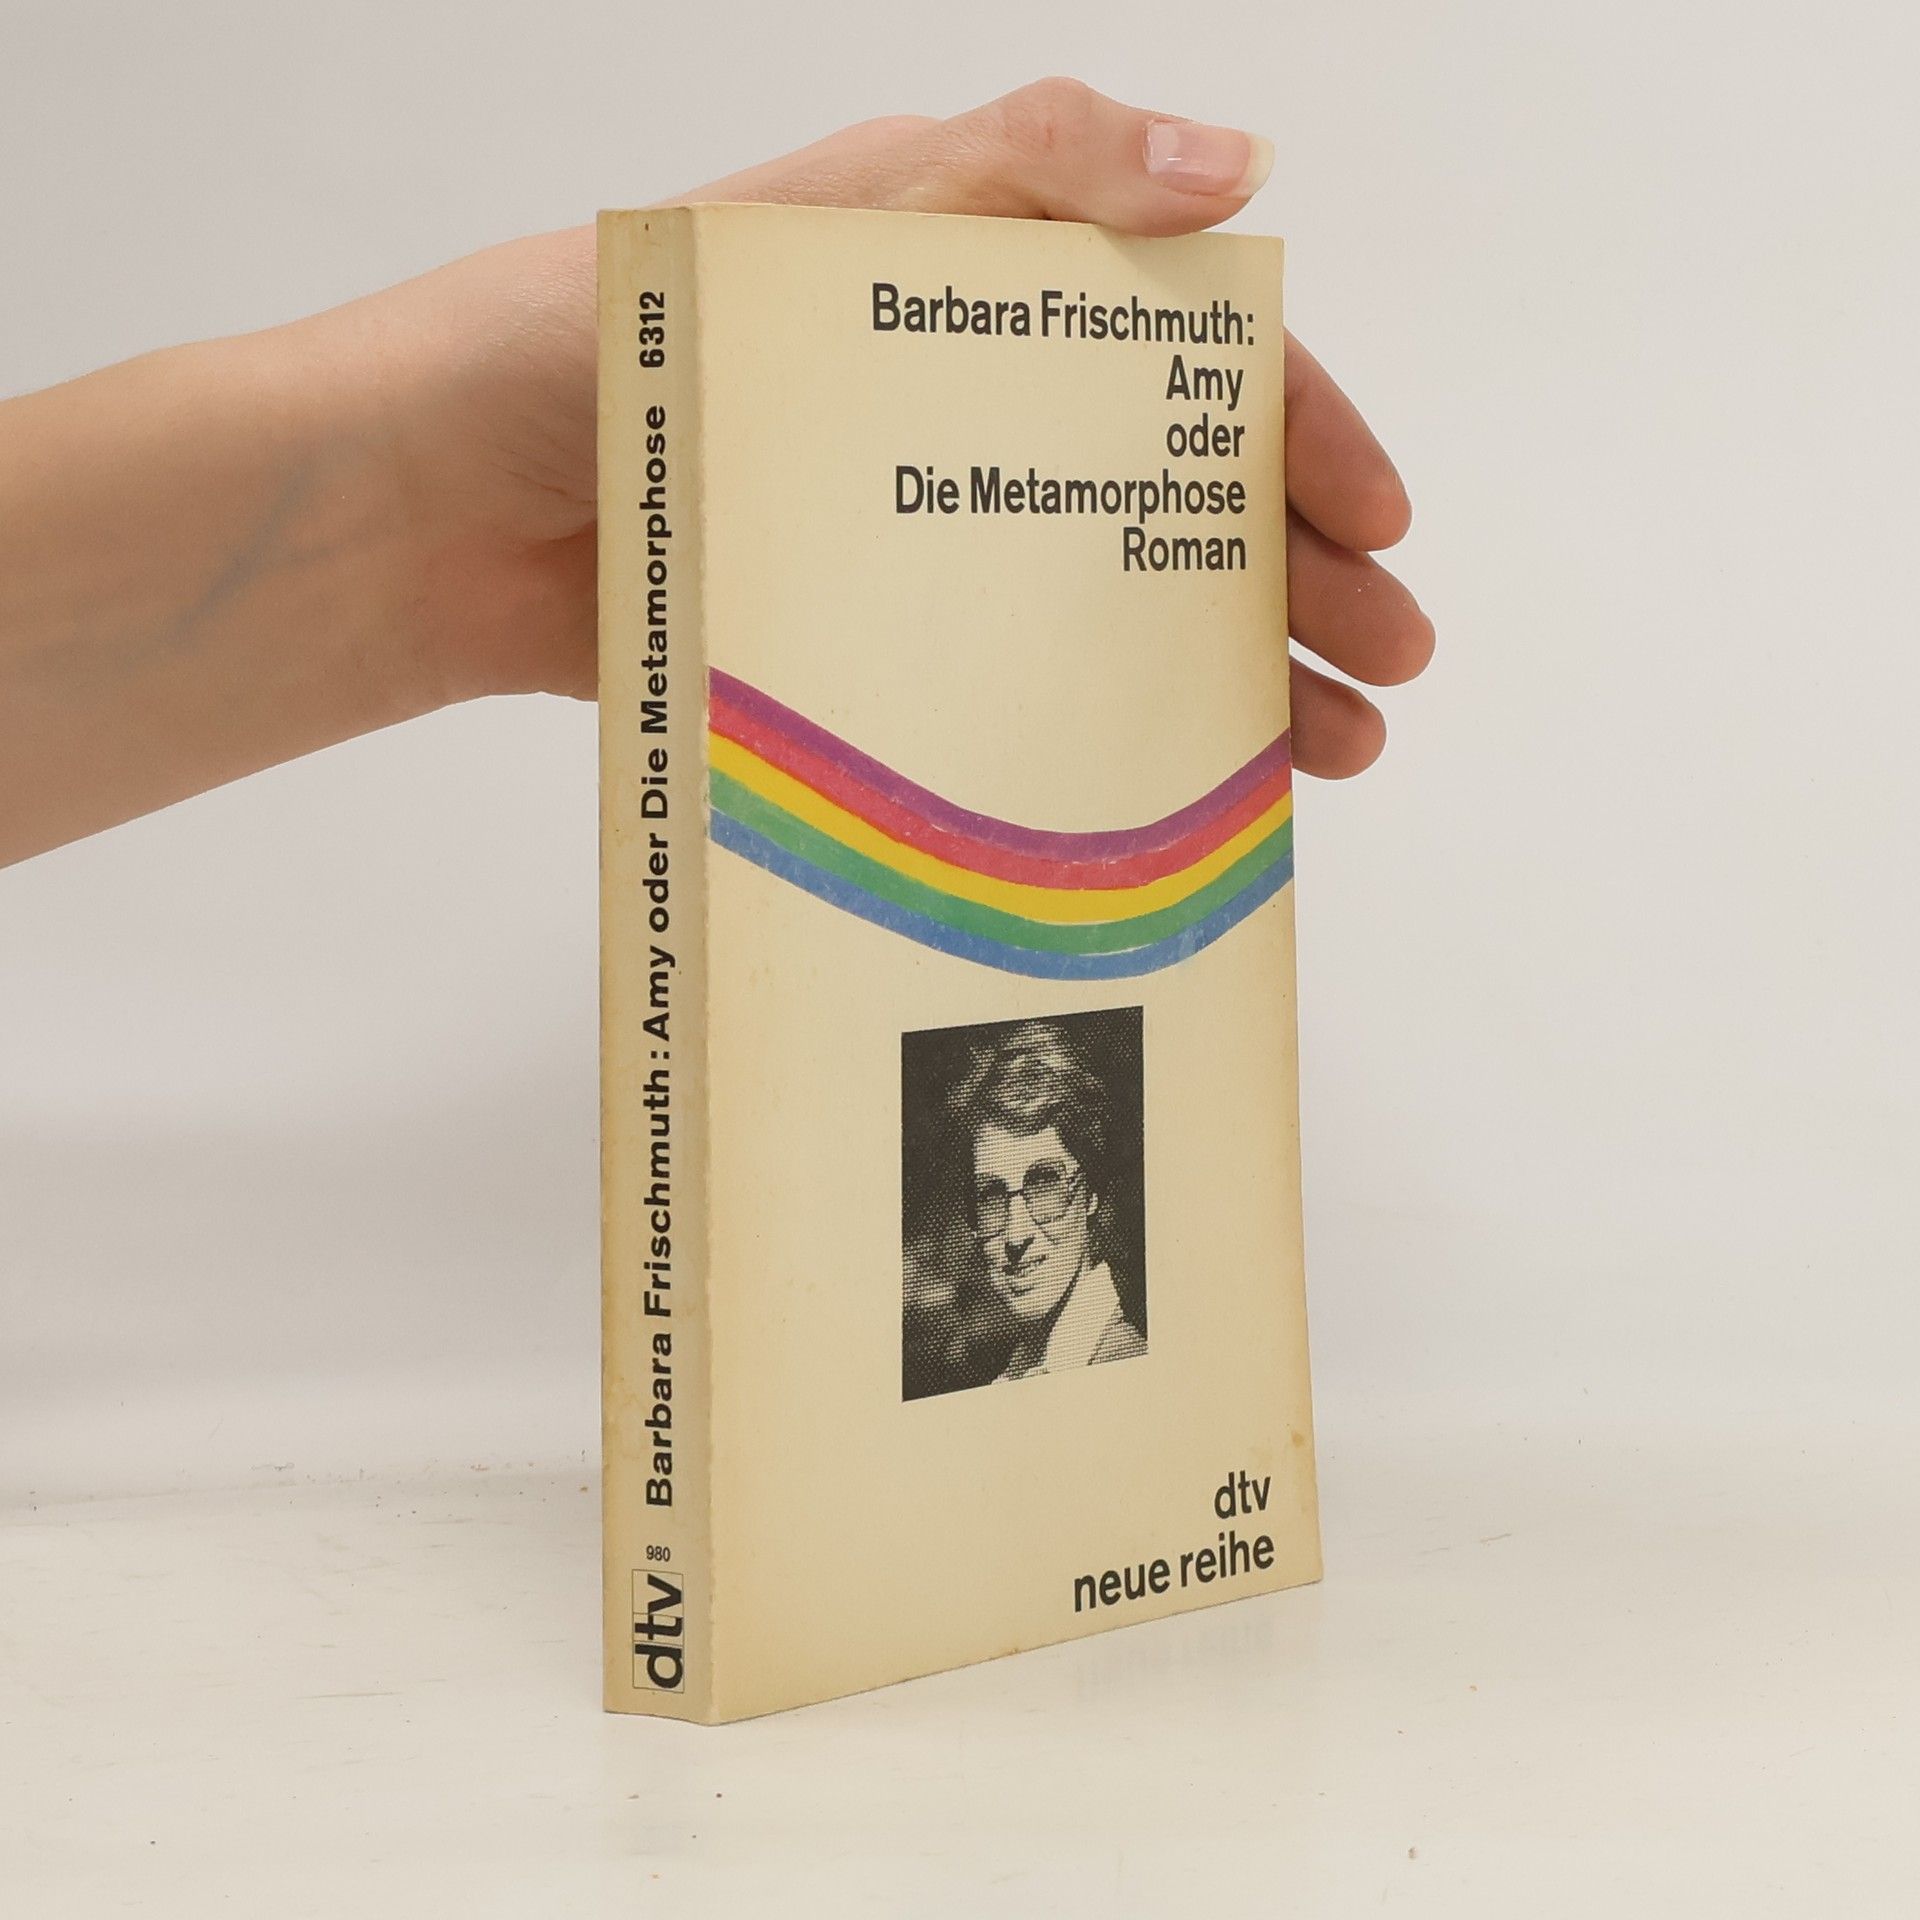 Barbara Frischmuth:
Amy
oder
Die Metamorphose
Roman
dtv
neue reihe
Barbara Frischmuth : Amy oder Die Metamorphose 6312
980
dtv